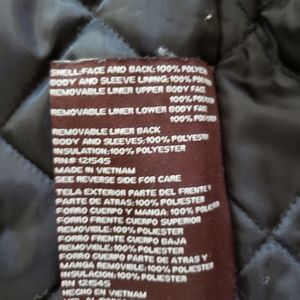 SHELL: FACE AND BACK: 100% POLYESTER
BODY AND SLEEVE LINING: 100% POLYESTER
REMOVABLE LINER UPPER BODY FACE
100% POLYESTER
REMOVABLE LINER LOWER BODY FACE
100% POLYESTER
REMOVABLE LINER BACK
BODY AND SLEEVES: 100% POLYESTER
INSULATION: 100% POLYESTER
RN# 121545
MADE IN VIETNAM
SEE REVERSE SIDE FOR CARE
TELA EXTERIOR PARTE DEL FRENTE Y
PARTE DE ATRAS: 100% POLIESTER
FORRO CUERPO Y MANGA: 100% POLIESTER
FORRO FRENTE CUERPO SUPERIOR
REMOVIBLE: 100% POLIESTER
FORRO FRENTE CUERPO BAJA
REMOVIBLE: 100% POLIESTER
FORRO CUERPO PARTE DE ATRAS Y
MANGA REMOVIBLE: 100% POLIESTER
INSULACION: 100% POLIESTER
RN 121545
HECHO EN VIETNAM